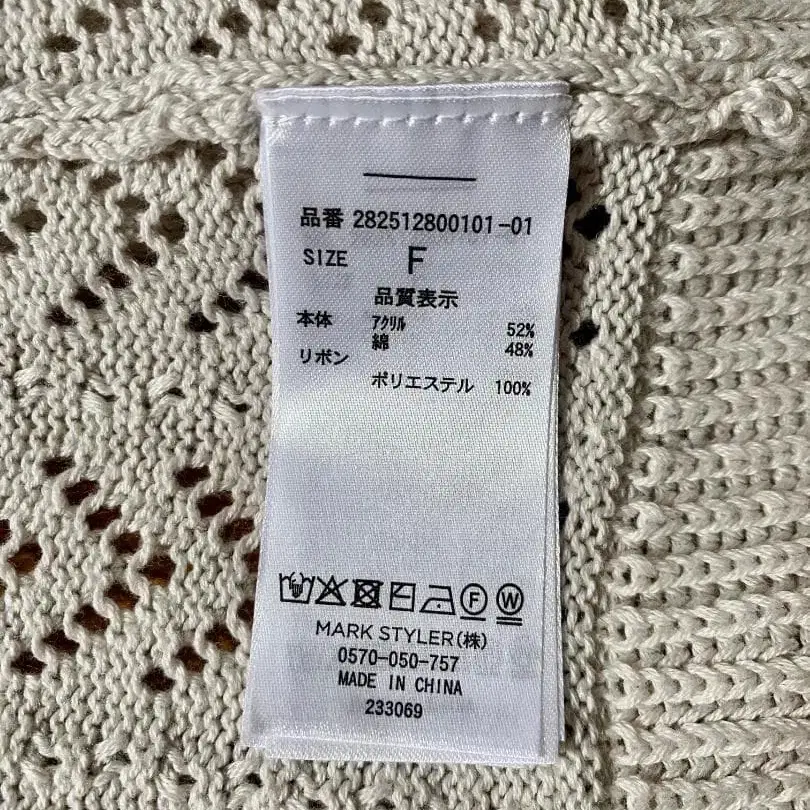 品番 282512800101-01
SIZE F
品質表示
本体 ｱｸﾘﾙ 52%
綿 48%
リボン
ポリエステル 100%
F W
MARK STYLER(株)
0570-050-757
MADE IN CHINA
233069